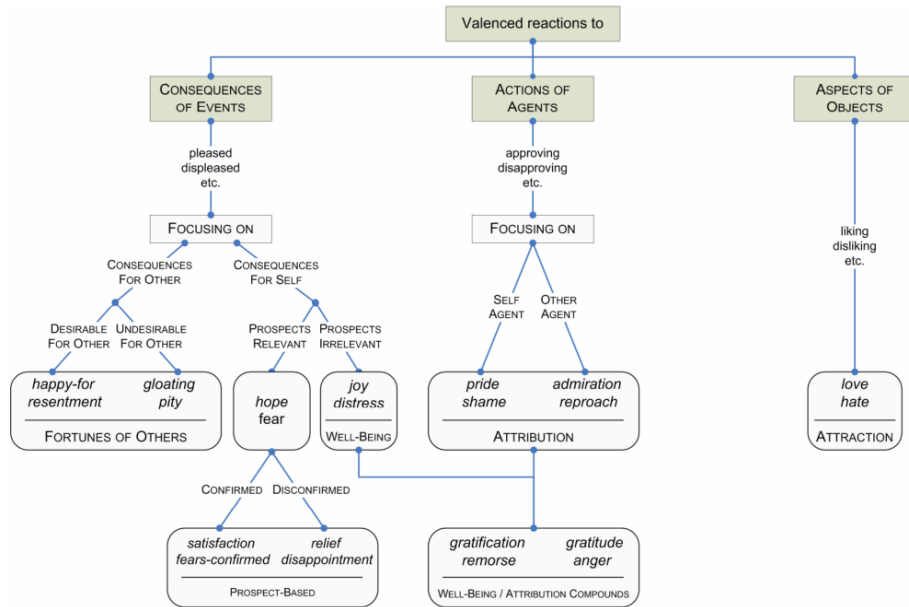 Valenced reactions to
CONSEQUENCES
OF EVENTS
ACTIONS OF
AGENTS
ASPECTS OF
OBJECTS
pleased
displeased
etc.
approving
disapproving
etc.
liking
disliking
etc.
FOCUSING ON
FOCUSING ON
CONSEQUENCES
FOR OTHER
CONSEQUENCES
FOR SELF
SELF
AGENT
OTHER
AGENT
DESIRABLE
FOR OTHER
UNDESIRABLE
FOR OTHER
PROSPECTS
RELEVANT
PROSPECTS
IRRELEVANT
happy-for
resentment
gloating
pity
FORTUNES OF OTHERS
hope
fear
joy
distress
WELL-BEING
pride
shame
admiration
reproach
ATTRIBUTION
love
hate
ATTRACTION
CONFIRMED
DISCONFIRMED
satisfaction
fears-confirmed
relief
disappointment
PROSPECT-BASED
gratification
remorse
gratitude
anger
WELL-BEING / ATTRIBUTION COMPOUNDS